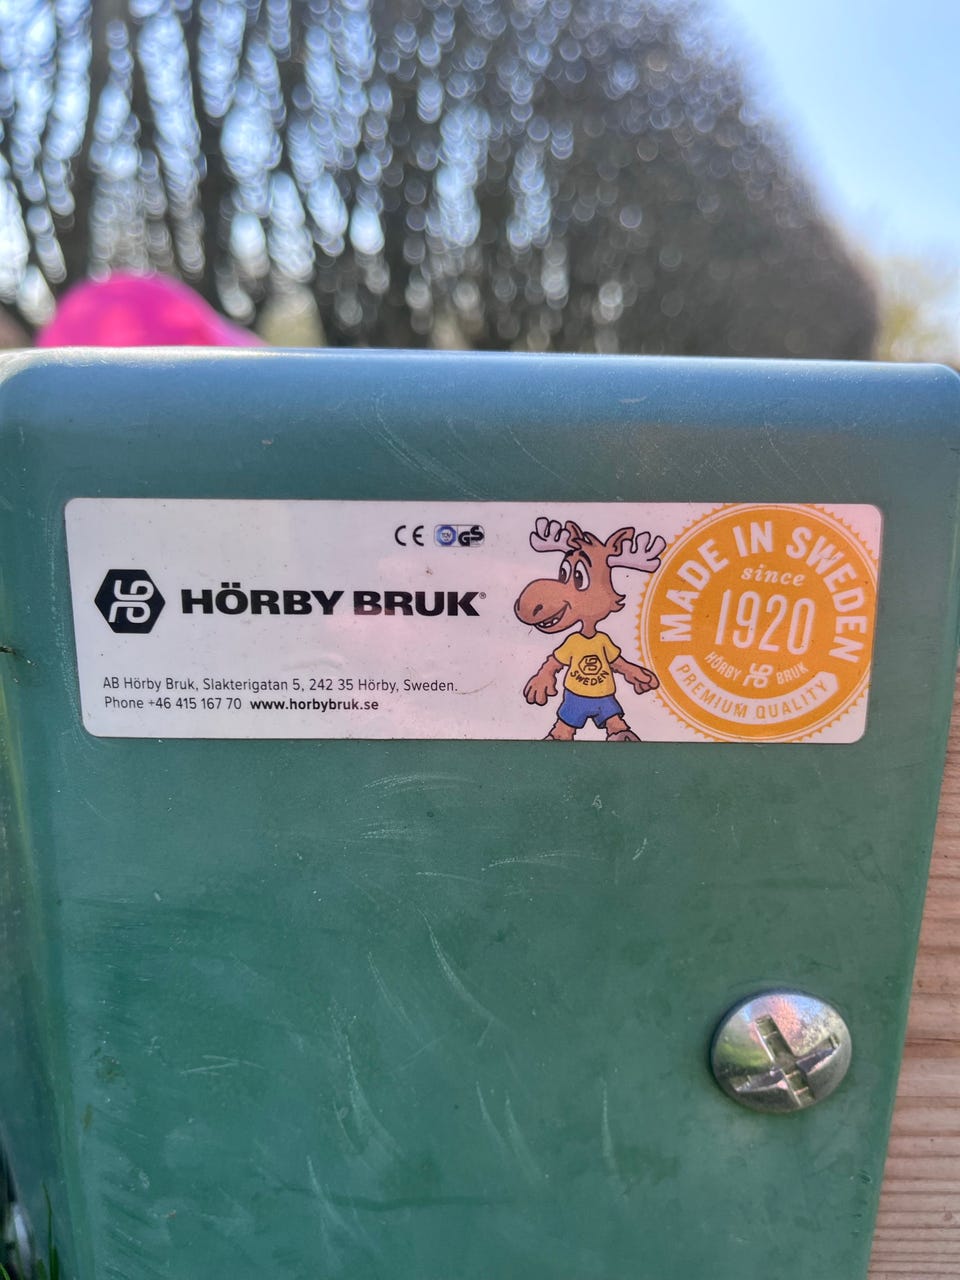 CE GS
HÖRBY BRUK®
AB Hörby Bruk, Slakterigatan 5, 242 35 Hörby, Sweden.
Phone +46 415 167 70 www.horbybruk.se
SWEDEN
MADE IN SWEDEN
since
1920
HÖRBY BRUK
PREMIUM QUALITY